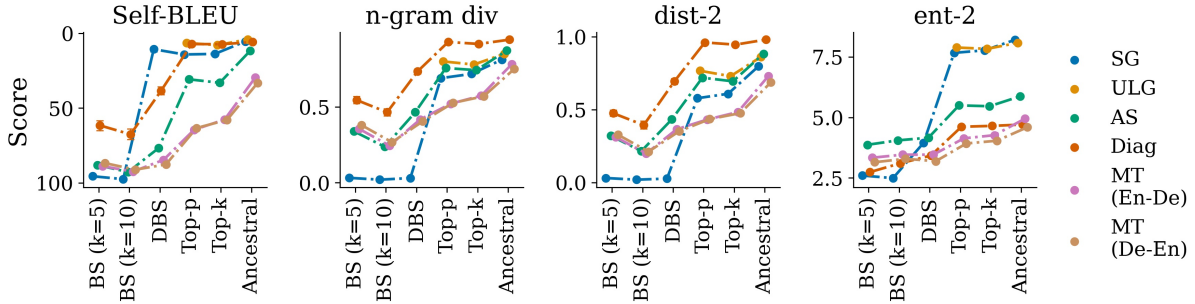 Self-BLEU
n-gram div
dist-2
ent-2
Score
0
50
100
0.5
0.0
1.0
0.5
0.0
7.5
5.0
2.5
BS (k=5)
BS (k=10)
DBS
Top-p
Top-k
Ancestral
BS (k=5)
BS (k=10)
DBS
Top-p
Top-k
Ancestral
BS (k=5)
BS (k=10)
DBS
Top-p
Top-k
Ancestral
BS (k=5)
BS (k=10)
DBS
Top-p
Top-k
Ancestral
SG
ULG
AS
Diag
MT
(En-De)
MT
(De-En)